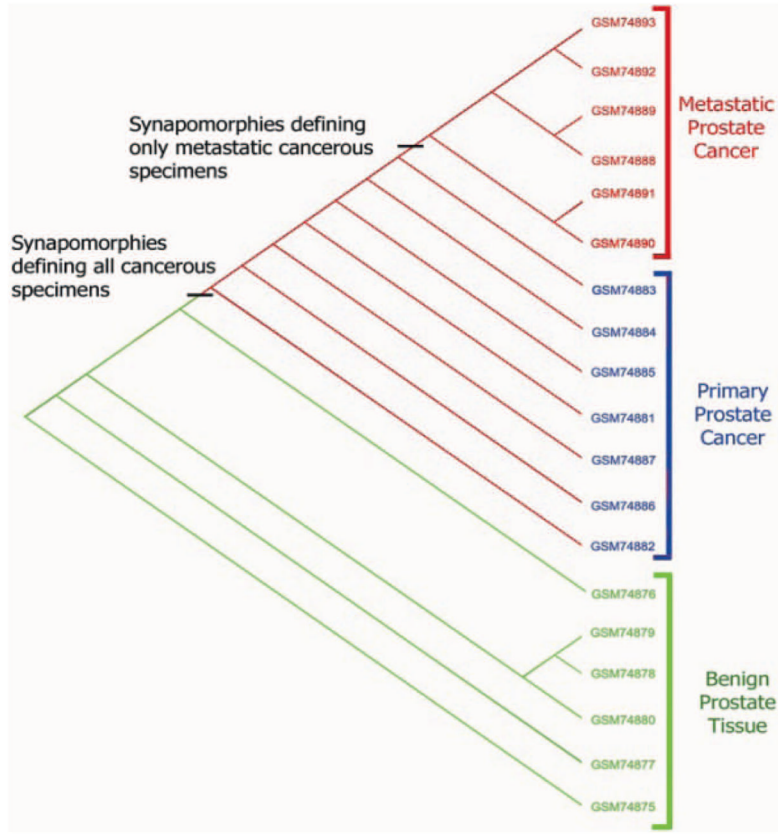 GSM74893
GSM74892
GSM74889
GSM74888
GSM74891
GSM74890
Metastatic
Prostate
Cancer
Synapomorphies defining
only metastatic cancerous
specimens
Synapomorphies
defining all cancerous
specimens
GSM74883
GSM74884
GSM74885
GSM74881
GSM74887
GSM74886
GSM74882
Primary
Prostate
Cancer
GSM74876
GSM74879
GSM74878
GSM74880
GSM74877
GSM74875
Benign
Prostate
Tissue